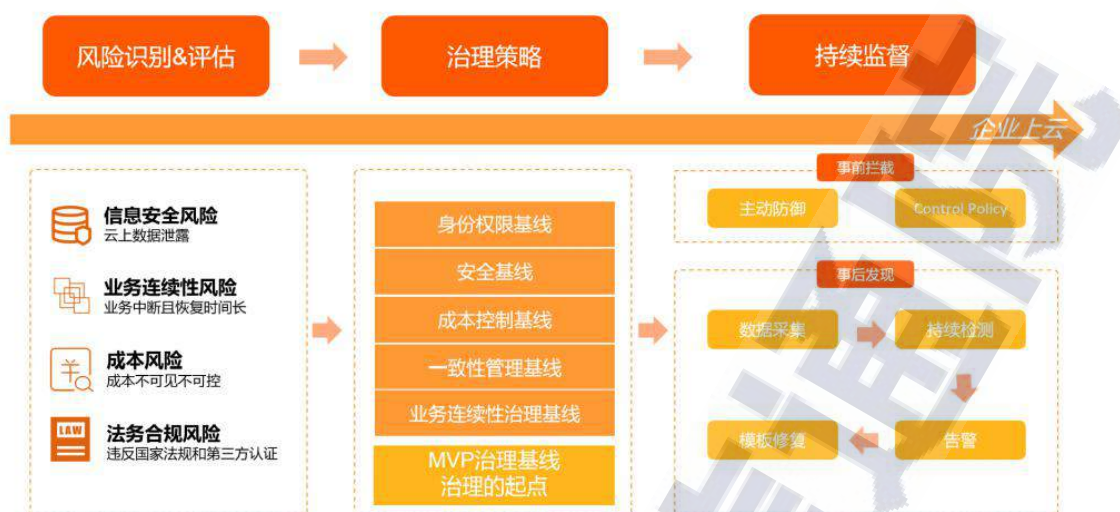 风险识别&评估
治理策略
持续监督
企业上云
信息安全风险
云上数据泄露
业务连续性风险
业务中断且恢复时间长
成本风险
成本不可见不可控
LAW
法务合规风险
违反国家法规和第三方认证
身份权限基线
安全基线
成本控制基线
一致性管理基线
业务连续性治理基线
MVP治理基线
治理的起点
事前拦截
主动防御
Control Policy
事后发现
数据采集
持续检测
模板修复
告警